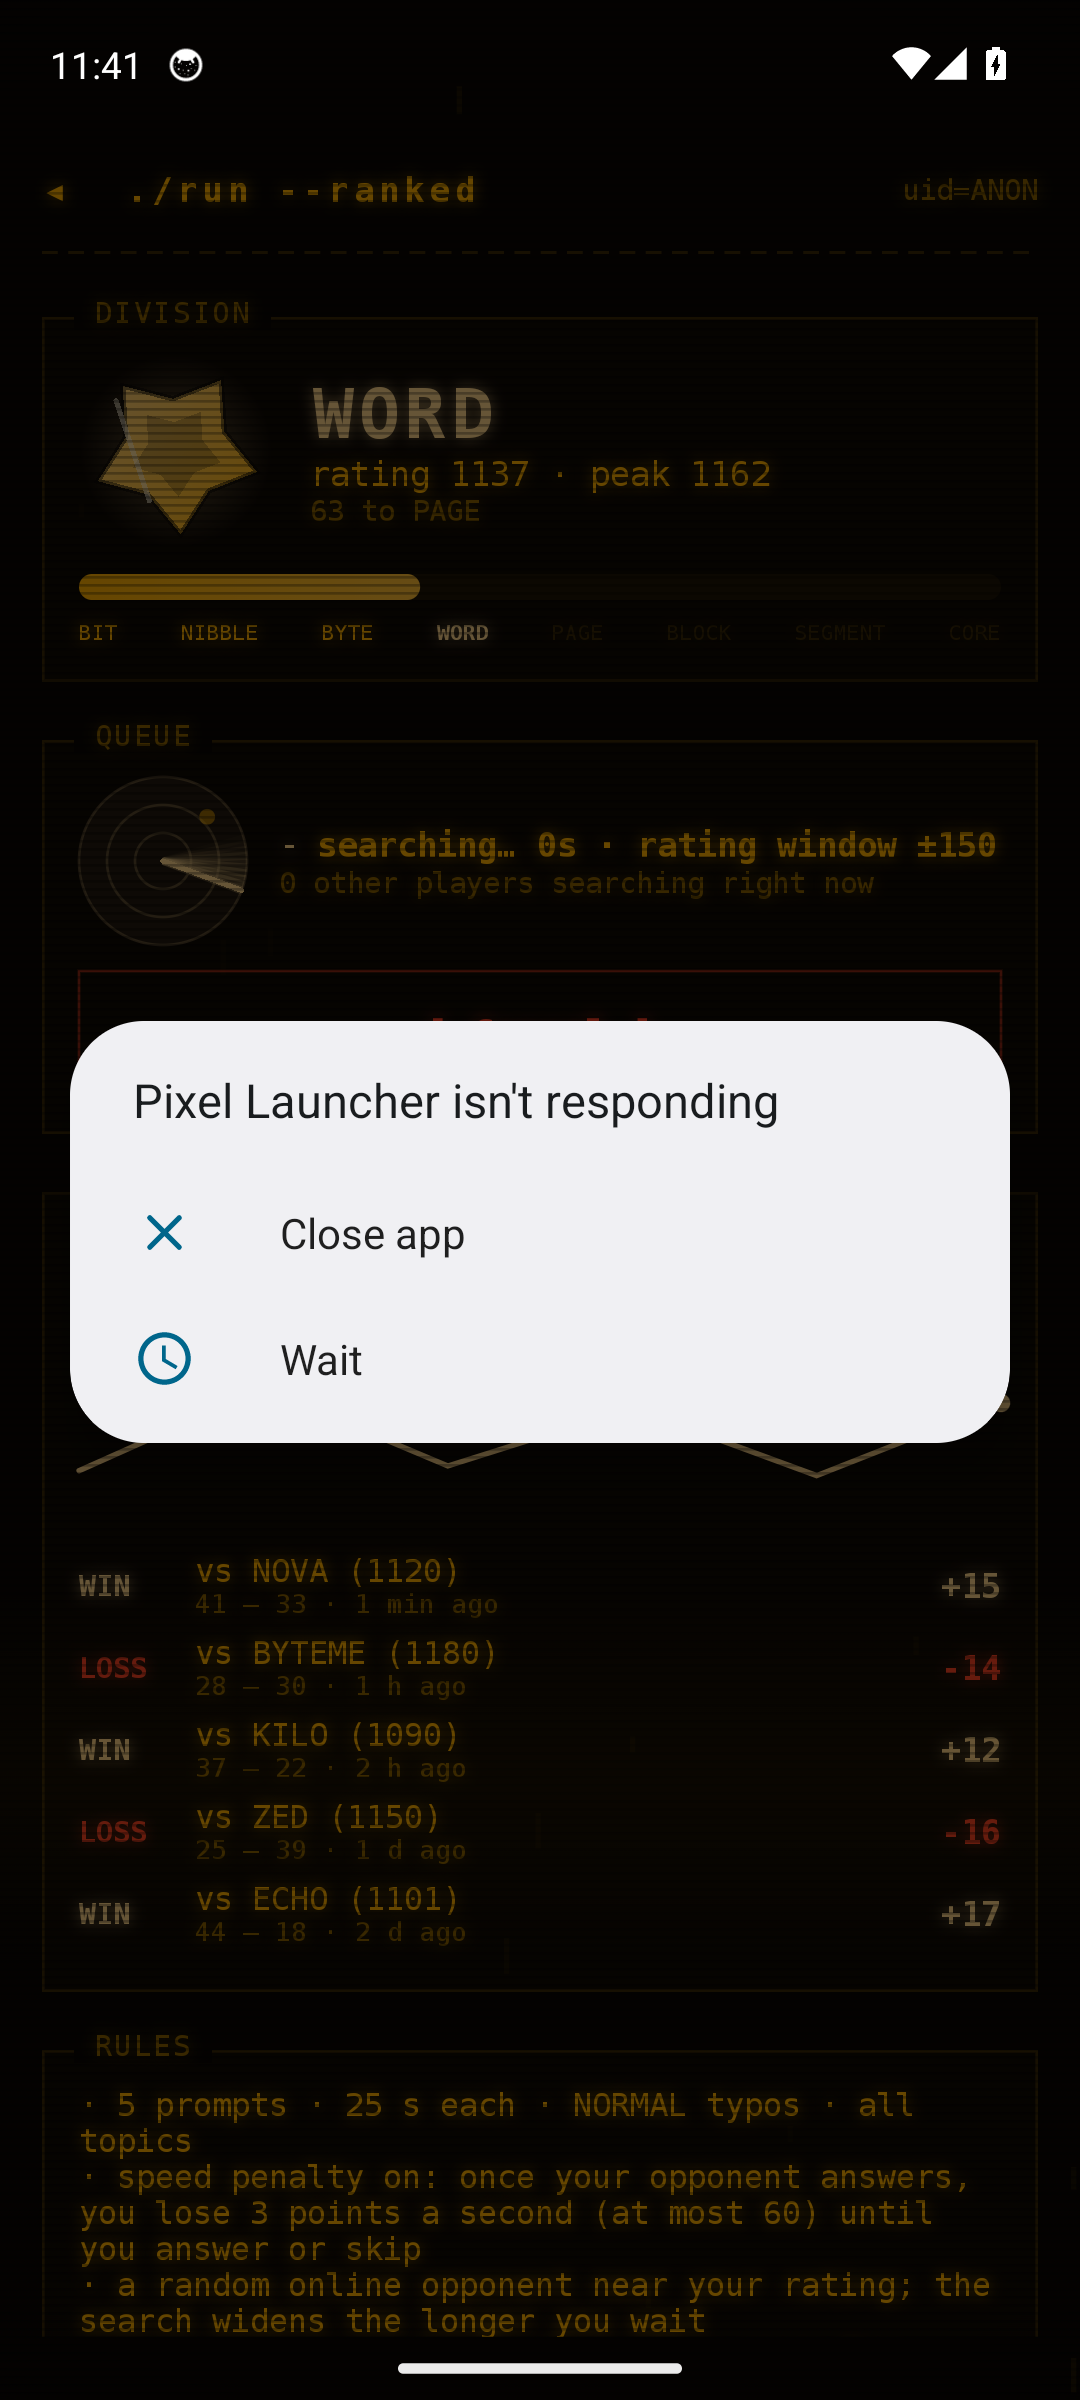 11:41
◂ ./run --ranked uid=ANON
DIVISION
WORD
rating 1137 · peak 1162
63 to PAGE
BIT NIBBLE BYTE WORD PAGE BLOCK SEGMENT CORE
QUEUE
- searching… 0s · rating window ±150
0 other players searching right now
Pixel Launcher isn't responding
Close app
Wait
WIN vs NOVA (1120) +15
41 — 33 · 1 min ago
LOSS vs BYTEME (1180) -14
28 — 30 · 1 h ago
WIN vs KILO (1090) +12
37 — 22 · 2 h ago
LOSS vs ZED (1150) -16
25 — 39 · 1 d ago
WIN vs ECHO (1101) +17
44 — 18 · 2 d ago
RULES
· 5 prompts · 25 s each · NORMAL typos · all
topics
· speed penalty on: once your opponent answers,
you lose 3 points a second (at most 60) until
you answer or skip
· a random online opponent near your rating; the
search widens the longer you wait